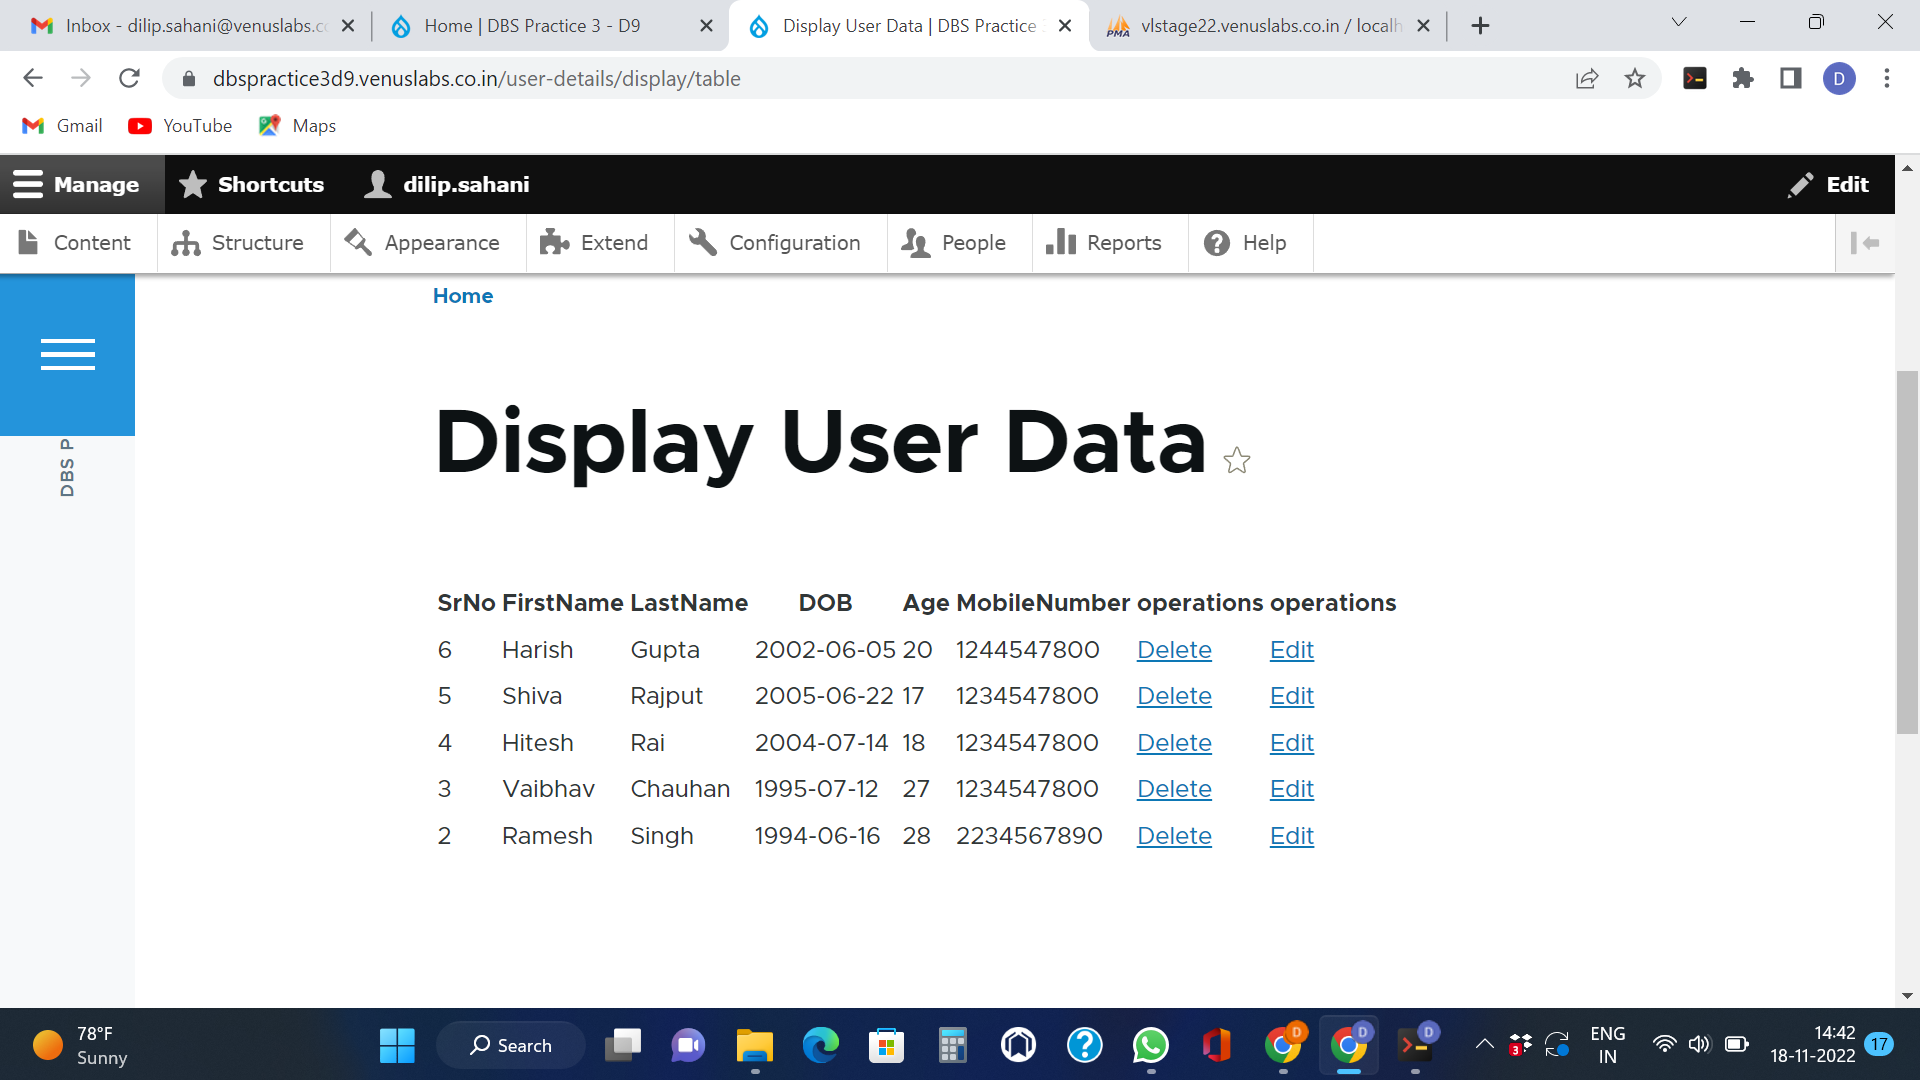 Inbox - dilip.sahani@venuslabs.c
Home | DBS Practice 3 - D9
Display User Data | DBS Practice
PMA
vlstage22.venuslabs.co.in / localh
dbspractice3d9.venuslabs.co.in/user-details/display/table
D
Gmail
YouTube
Maps
Manage
Shortcuts
dilip.sahani
Edit
Content
Structure
Appearance
Extend
Configuration
People
Reports
Help
Home
DBS P
Display User Data
SrNo FirstName LastName DOB Age MobileNumber operations operations
6 Harish Gupta 2002-06-05 20 1244547800 Delete Edit
5 Shiva Rajput 2005-06-22 17 1234547800 Delete Edit
4 Hitesh Rai 2004-07-14 18 1234547800 Delete Edit
3 Vaibhav Chauhan 1995-07-12 27 1234547800 Delete Edit
2 Ramesh Singh 1994-06-16 28 2234567890 Delete Edit
78°F
Sunny
Search
D
D
D
3
ENG
IN
14:42
18-11-2022
17